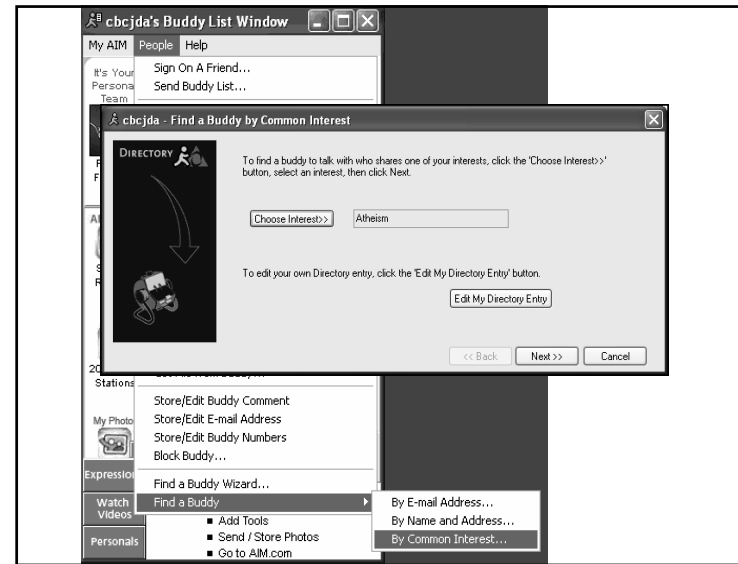 cbcjda's Buddy List Window
My AIM People Help
It's Your
Persona
Team
Sign On A Friend...
Send Buddy List...
cbcjda - Find a Buddy by Common Interest
DIRECTORY
To find a buddy to talk with who shares one of your interests, click the 'Choose Interest>>'
button, select an interest, then click Next.
Choose Interest>> Atheism
To edit your own Directory entry, click the 'Edit My Directory Entry' button.
Edit My Directory Entry
<< Back Next >> Cancel
20
Stations
Store/Edit Buddy Comment
My Photo
Store/Edit E-mail Address
Store/Edit Buddy Numbers
Block Buddy...
Expression
Find a Buddy Wizard...
Watch
Videos
Find a Buddy
By E-mail Address...
By Name and Address...
By Common Interest...
Add Tools
Personals
Send / Store Photos
Go to AIM.com